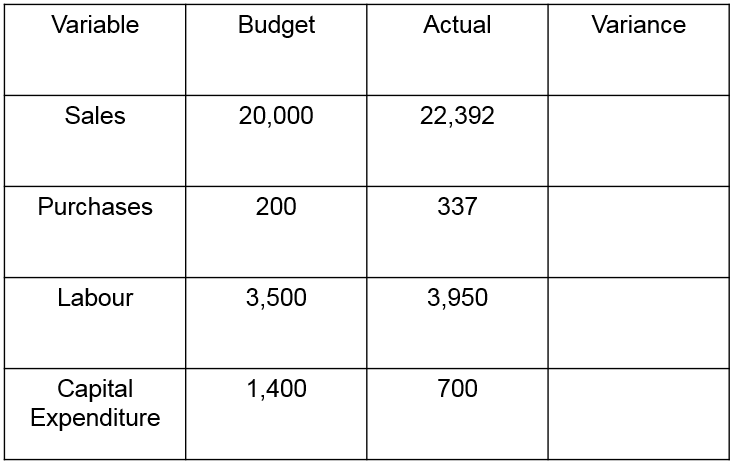 Variable Budget Actual Variance
Sales 20,000 22,392
Purchases 200 337
Labour 3,500 3,950
Capital Expenditure 1,400 700